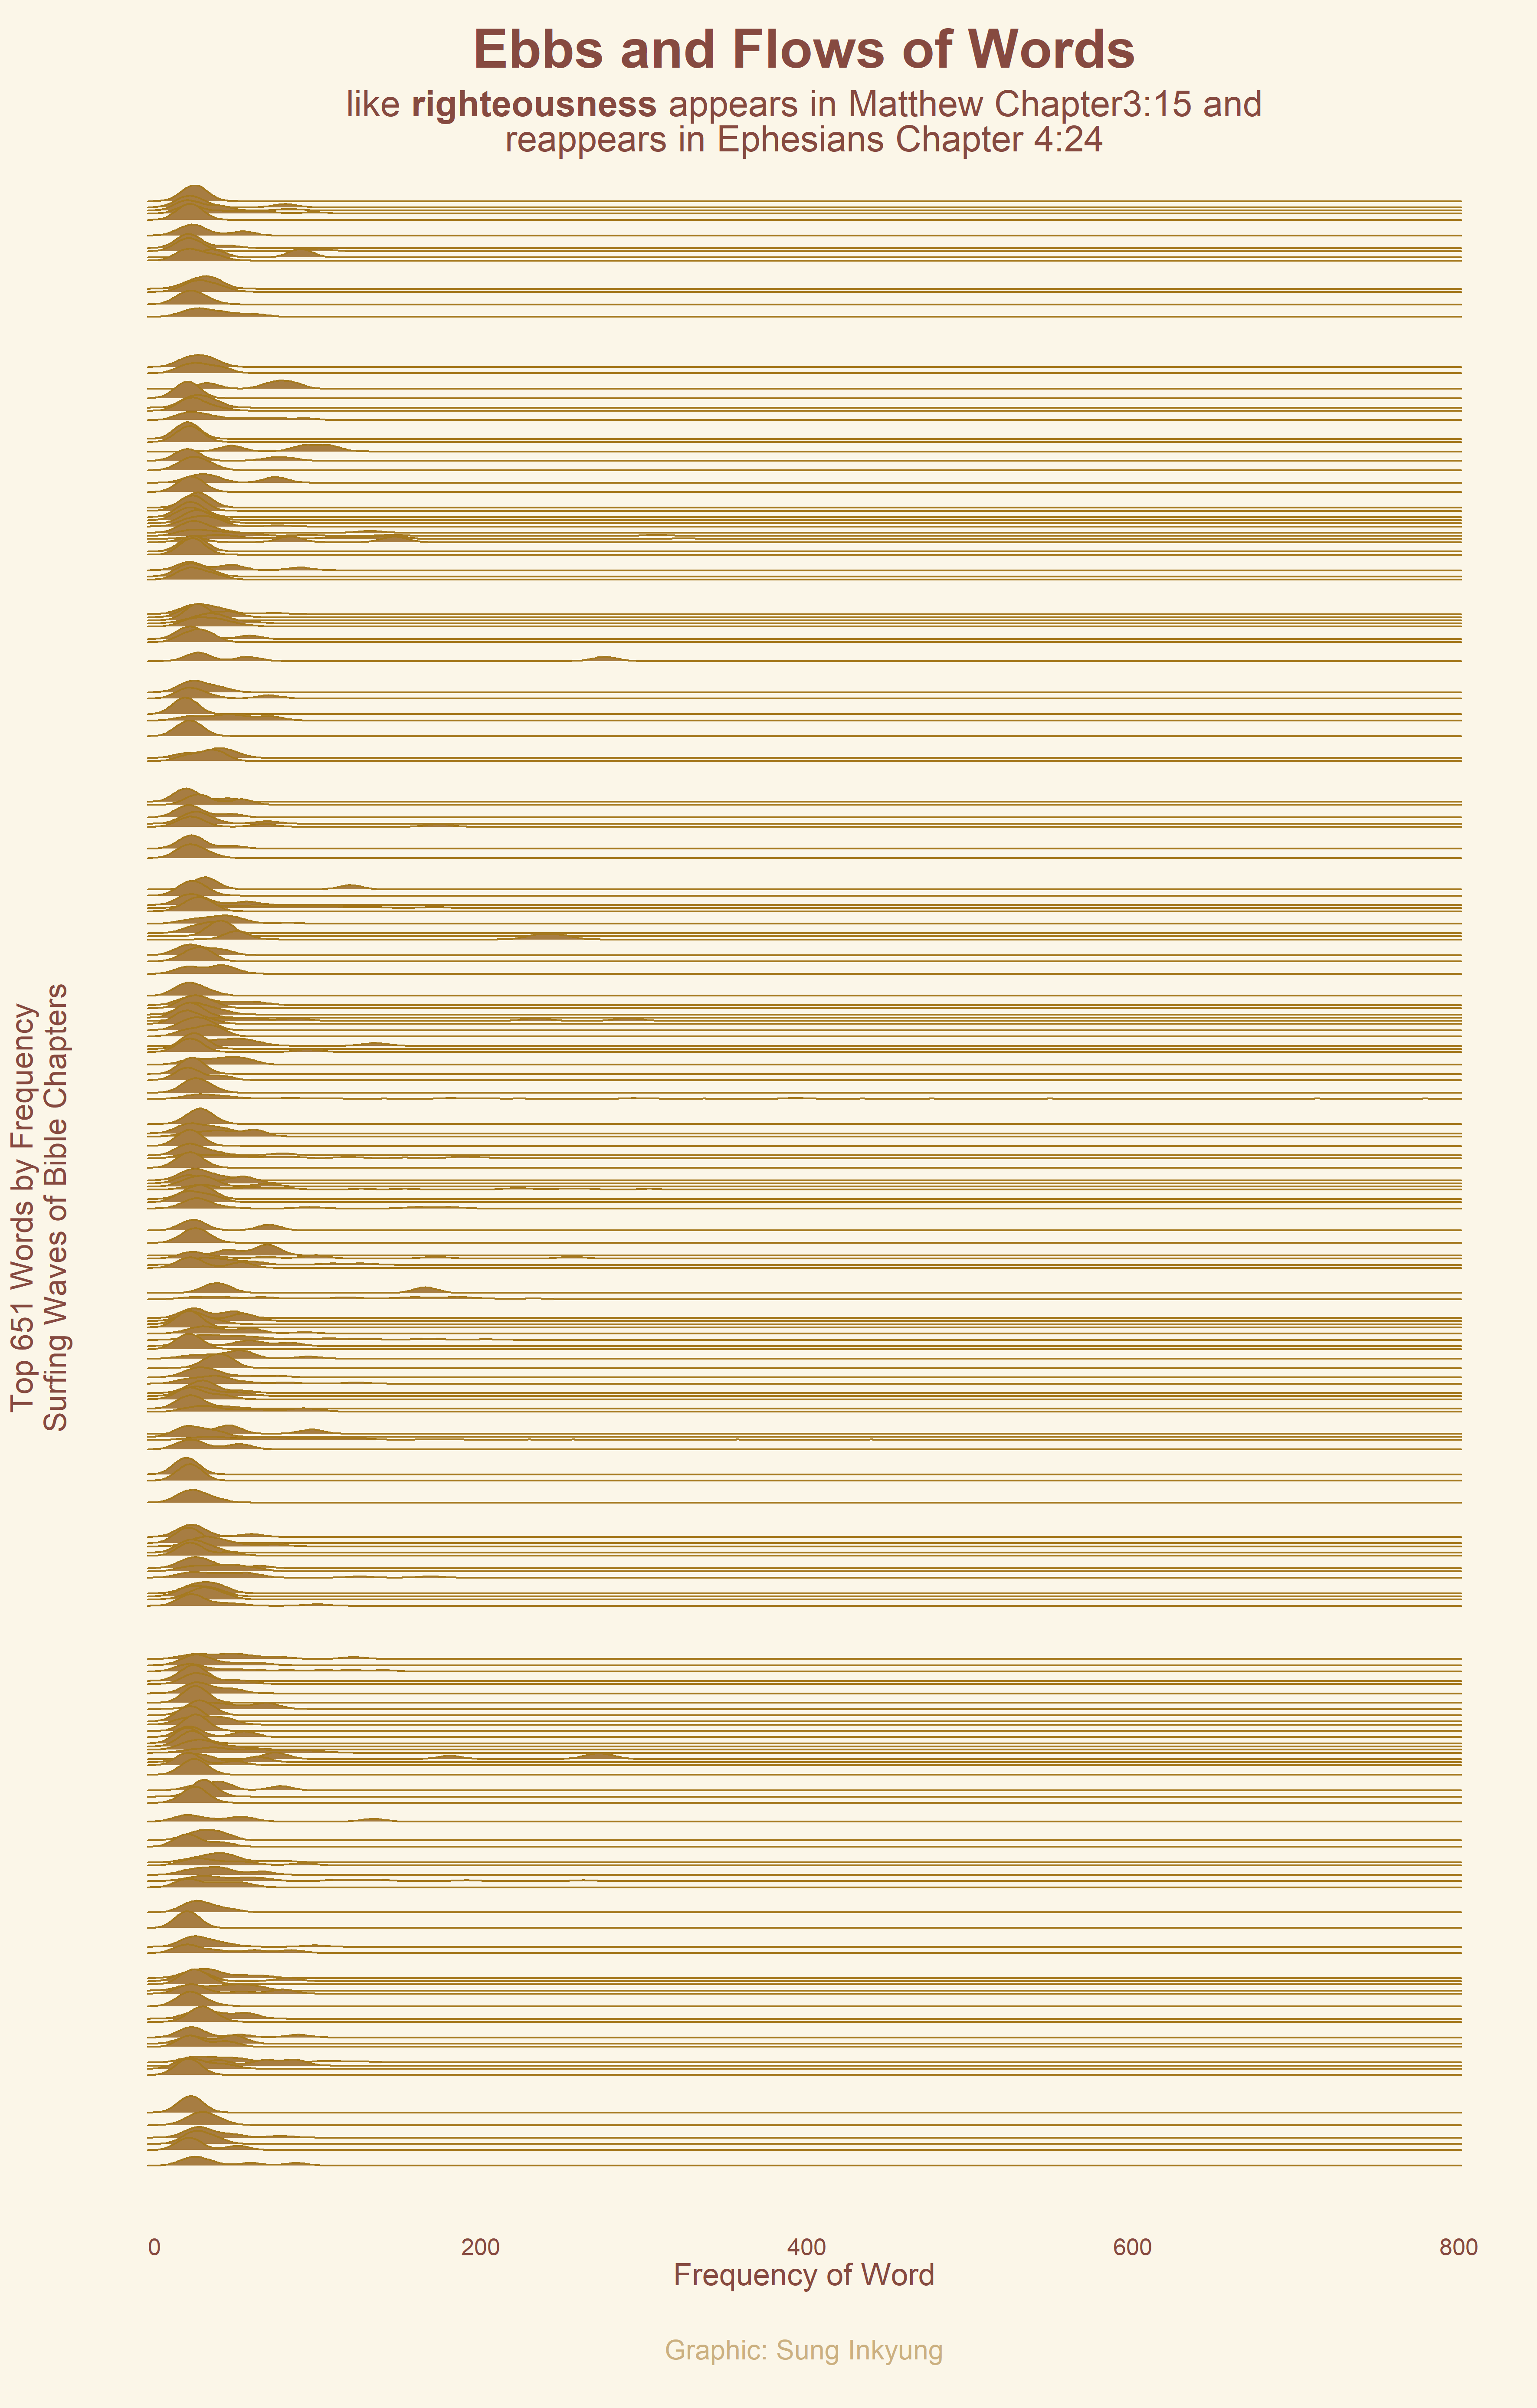 Ebbs and Flows of Words
like righteousness appears in Matthew Chapter3:15 and
reappears in Ephesians Chapter 4:24
Top 651 Words by Frequency
Surfing Waves of Bible Chapters
0 200 400 600 800
Frequency of Word
Graphic: Sung Inkyung